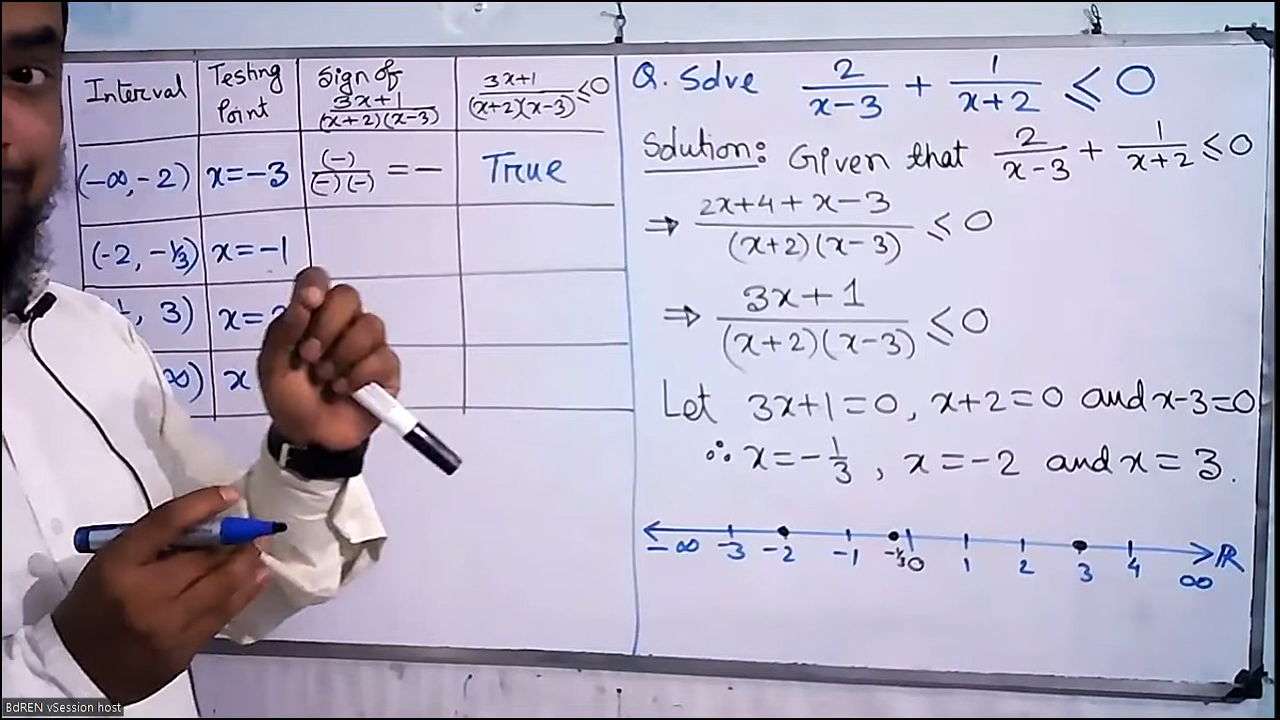 Interval | Testing Point | Sign of (3x+1)/((x+2)(x-3)) | (3x+1)/((x+2)(x-3)) ≤ 0
(-∞, -2) | x=-3 | (-)/((-)(-)) = - | True
(-2, -1/3) | x=-1
, 3) | x=
∞) | x
Q. Solve 2/(x-3) + 1/(x+2) ≤ 0
Solution: Given that 2/(x-3) + 1/(x+2) ≤ 0
⇒ (2x+4+x-3)/((x+2)(x-3)) ≤ 0
⇒ (3x+1)/((x+2)(x-3)) ≤ 0
Let 3x+1=0, x+2=0 and x-3=0
∴ x=-1/3, x=-2 and x=3.
-∞ -3 -2 -1 -1/3 0 1 2 3 4 ∞ ℝ
BdREN vSession host